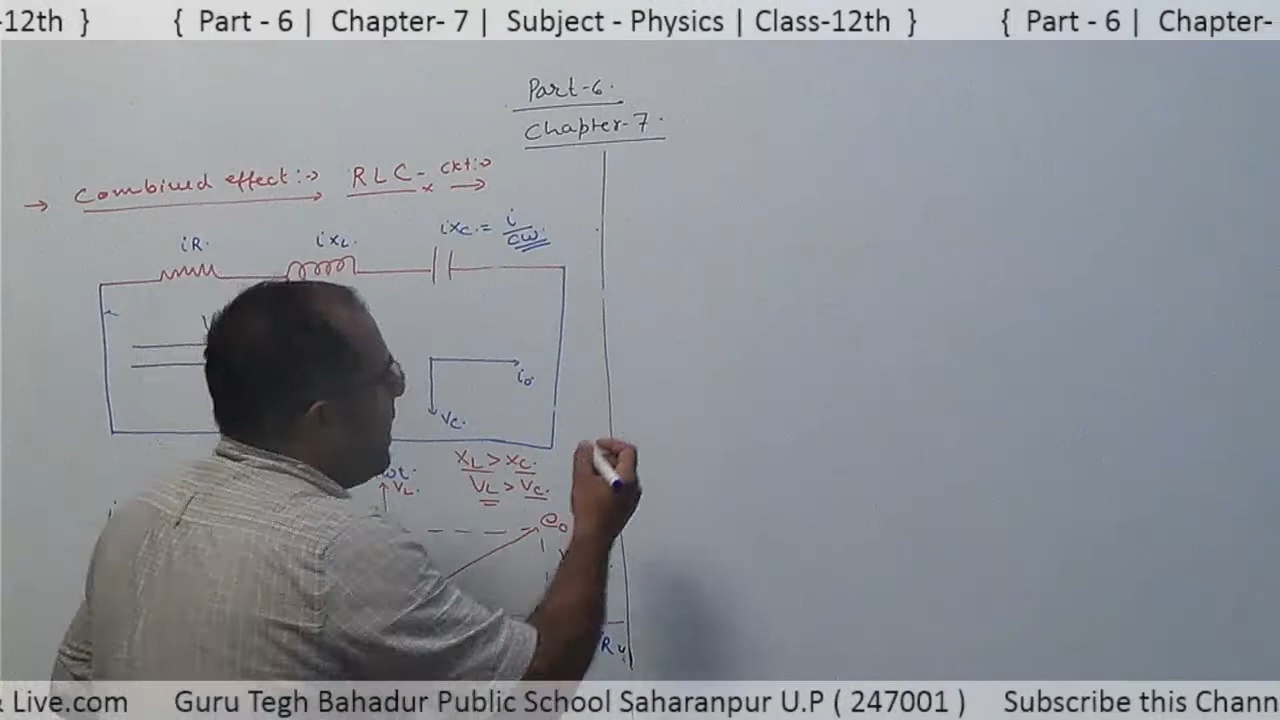 -12th } { Part - 6 | Chapter- 7 | Subject - Physics | Class-12th } { Part - 6 | Chapter-
Part-6.
Chapter-7.
→ Combined effect:→ RLC- ckt:→
iR. iXL. iXC. = i/cω.
V
i₀
VC.
ωt. XL > XC.
VL. VL > VC.
e₀
R
& Live.com Guru Tegh Bahadur Public School Saharanpur U.P ( 247001 ) Subscribe this Chann